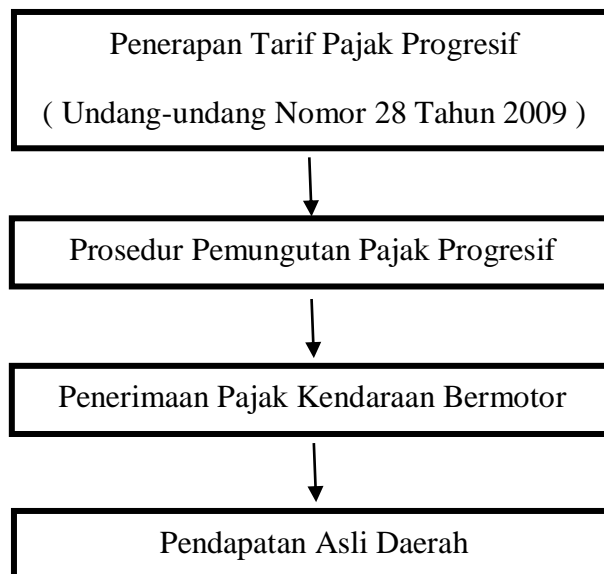 Penerapan Tarif Pajak Progresif
( Undang-undang Nomor 28 Tahun 2009 )
Prosedur Pemungutan Pajak Progresif
Penerimaan Pajak Kendaraan Bermotor
Pendapatan Asli Daerah